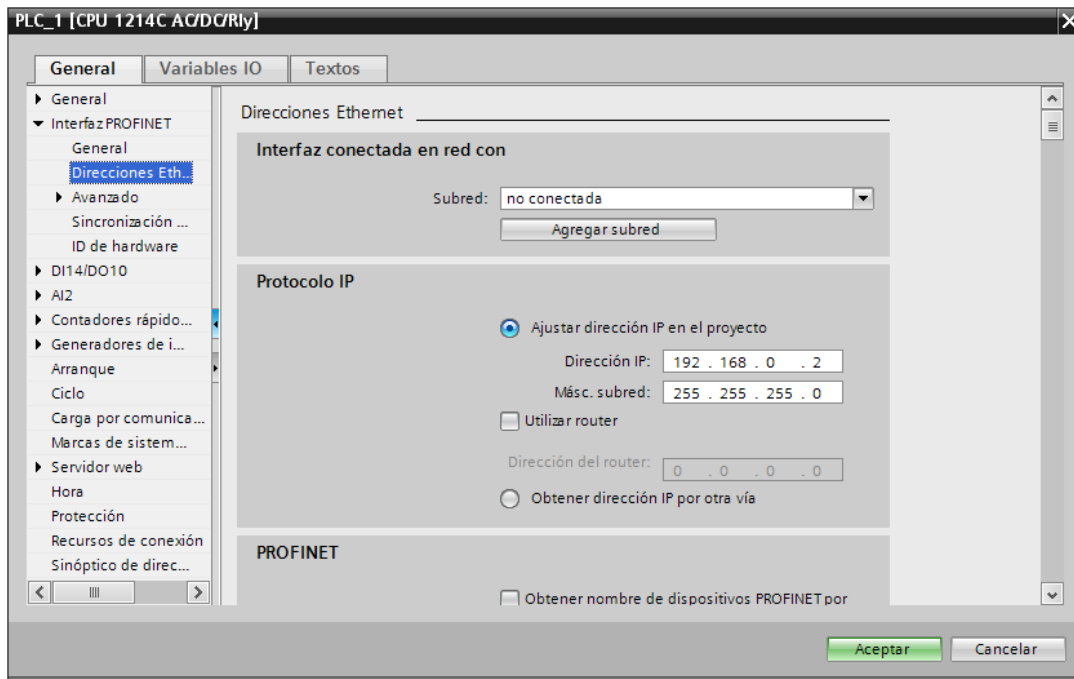 PLC_1 [CPU 1214C AC/DC/Rly]
General Variables IO Textos
General
Interfaz PROFINET
General
Direcciones Eth...
Avanzado
Sincronización ...
ID de hardware
DI14/DO10
AI2
Contadores rápido...
Generadores de i...
Arranque
Ciclo
Carga por comunica...
Marcas de sistem...
Servidor web
Hora
Protección
Recursos de conexión
Sinóptico de direc...
Direcciones Ethernet
Interfaz conectada en red con
Subred: no conectada
Agregar subred
Protocolo IP
Ajustar dirección IP en el proyecto
Dirección IP: 192 . 168 . 0 . 2
Másc. subred: 255 . 255 . 255 . 0
Utilizar router
Dirección del router: 0 . 0 . 0 . 0
Obtener dirección IP por otra vía
PROFINET
Obtener nombre de dispositivos PROFINET por
Aceptar Cancelar